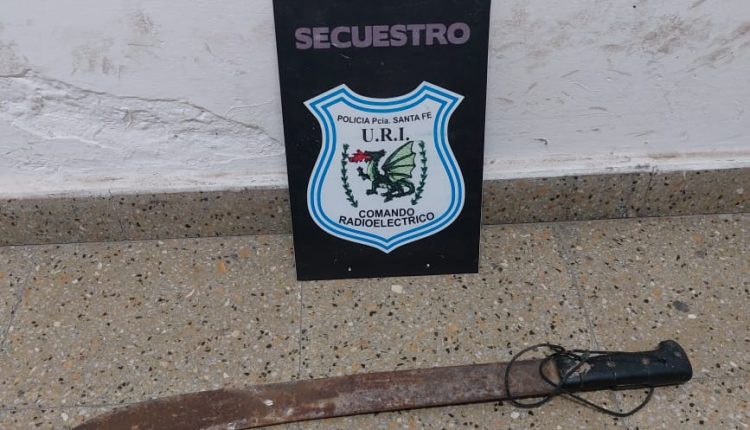 SECUESTRO
POLICIA Pcia. SANTA FE
U.R.I.
COMANDO
RADIOELECTRICO